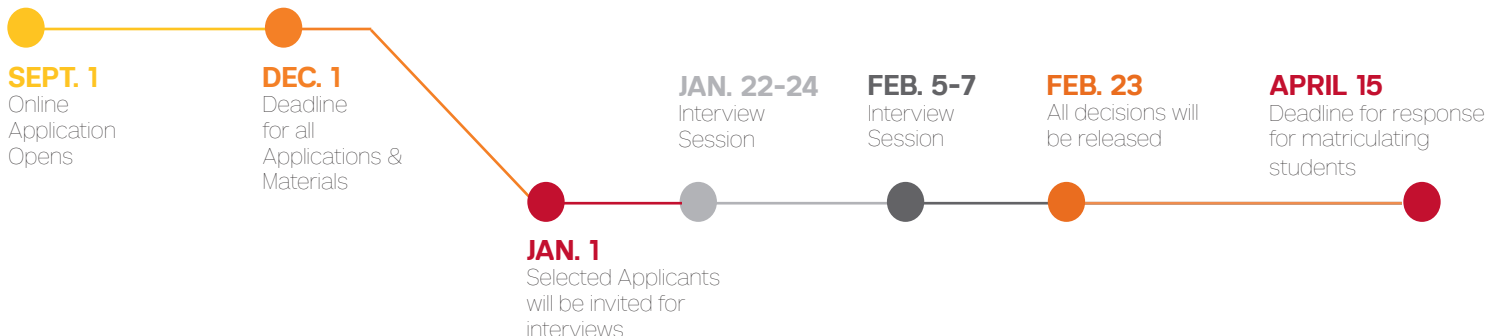 SEPT. 1
Online
Application
Opens
DEC. 1
Deadline
for all
Applications &
Materials
JAN. 1
Selected Applicants
will be invited for
interviews
JAN. 22-24
Interview
Session
FEB. 5-7
Interview
Session
FEB. 23
All decisions will
be released
APRIL 15
Deadline for response
for matriculating
students